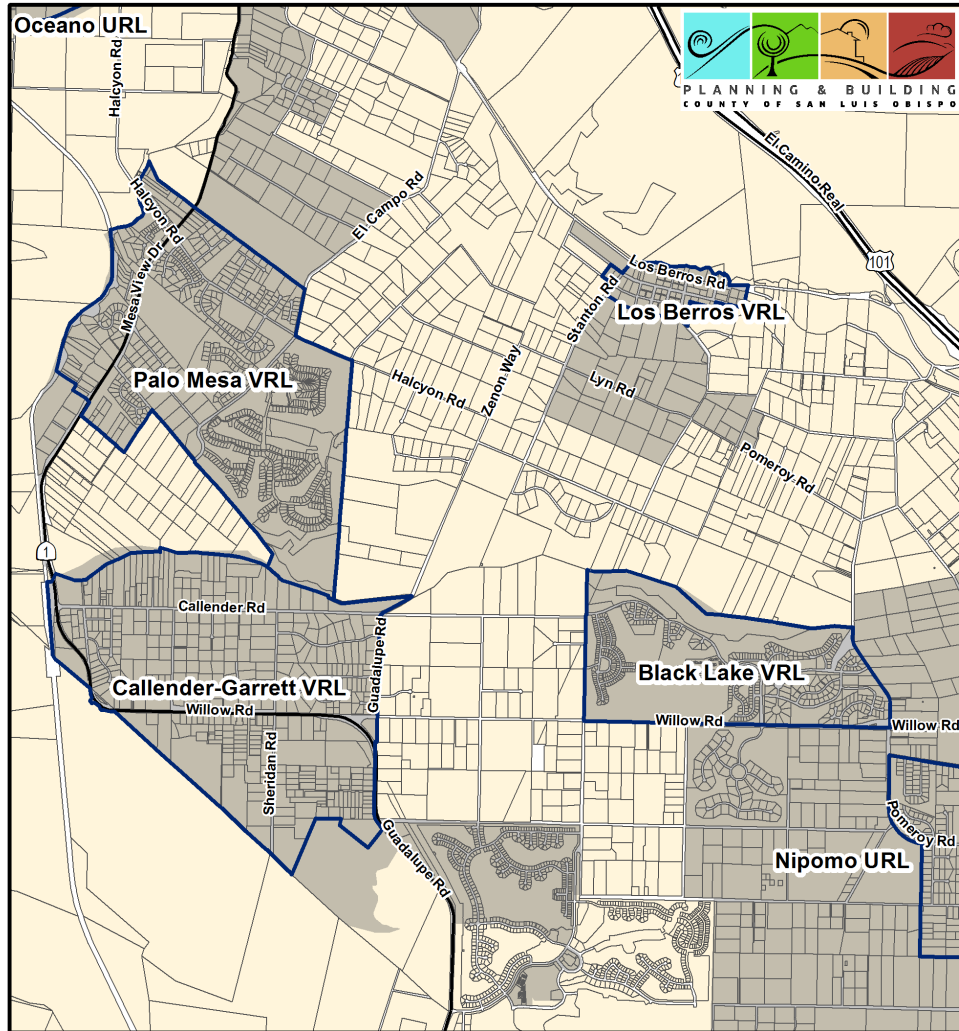 Oceano URL
Halcyon Rd
PLANNING & BUILDING
COUNTY OF SAN LUIS OBISPO
El Camino Real
101
Halcyon Rd
El Campo Rd
Mesa View Dr
Los Berros Rd
Stanton Rd
Los Berros VRL
Palo Mesa VRL
Halcyon Rd
Zenon Way
Lyn Rd
Pomeroy Rd
1
Callender Rd
Guadalupe Rd
Callender-Garrett VRL
Willow Rd
Black Lake VRL
Willow Rd
Willow Rd
Sheridan Rd
Guadalupe Rd
Pomeroy Rd
Nipomo URL